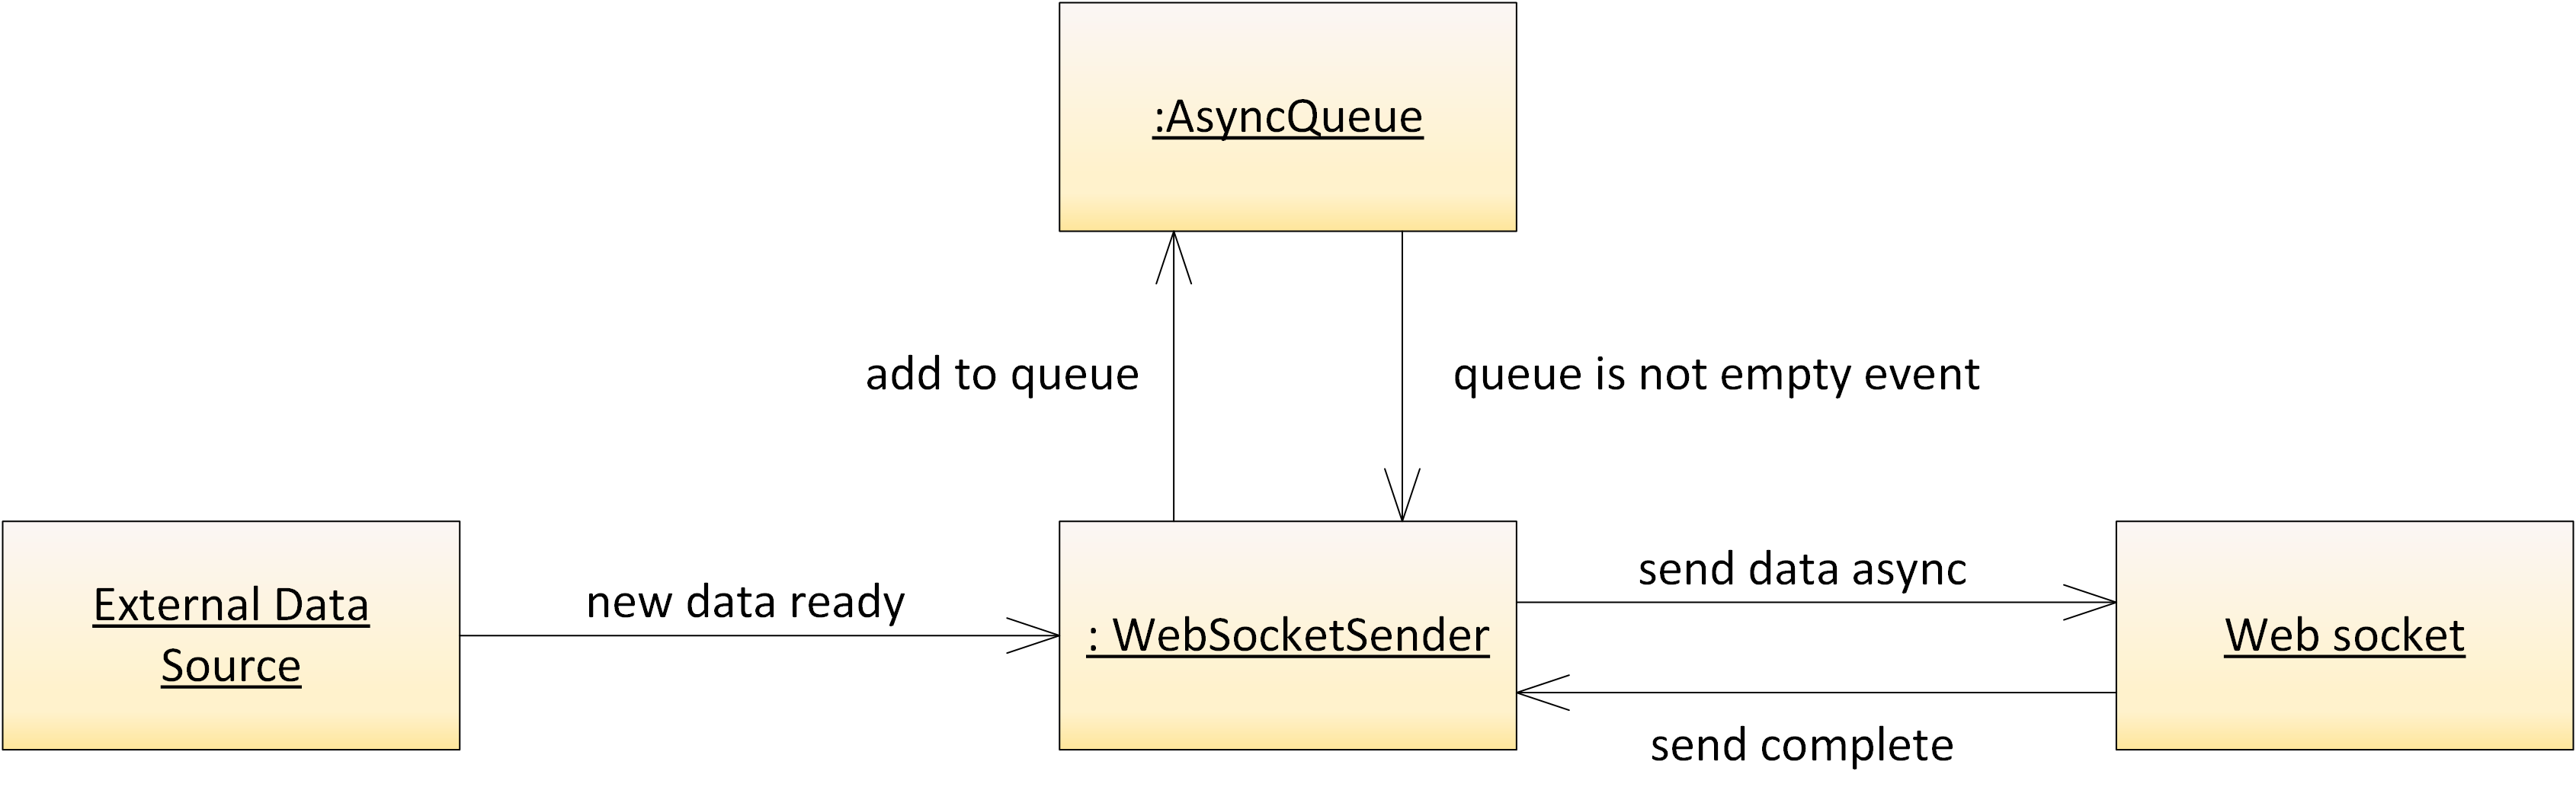 :AsyncQueue
add to queue
queue is not empty event
External Data
Source
new data ready
: WebSocketSender
send data async
send complete
Web socket